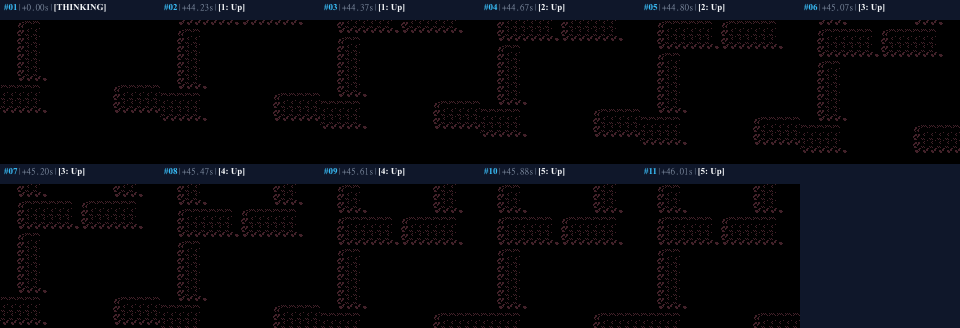 #01 | +0.00s | [THINKING]
#02 | +44.23s | [1: Up]
#03 | +44.37s | [1: Up]
#04 | +44.67s | [2: Up]
#05 | +44.80s | [2: Up]
#06 | +45.07s | [3: Up]
#07 | +45.20s | [3: Up]
#08 | +45.47s | [4: Up]
#09 | +45.61s | [4: Up]
#10 | +45.88s | [5: Up]
#11 | +46.01s | [5: Up]